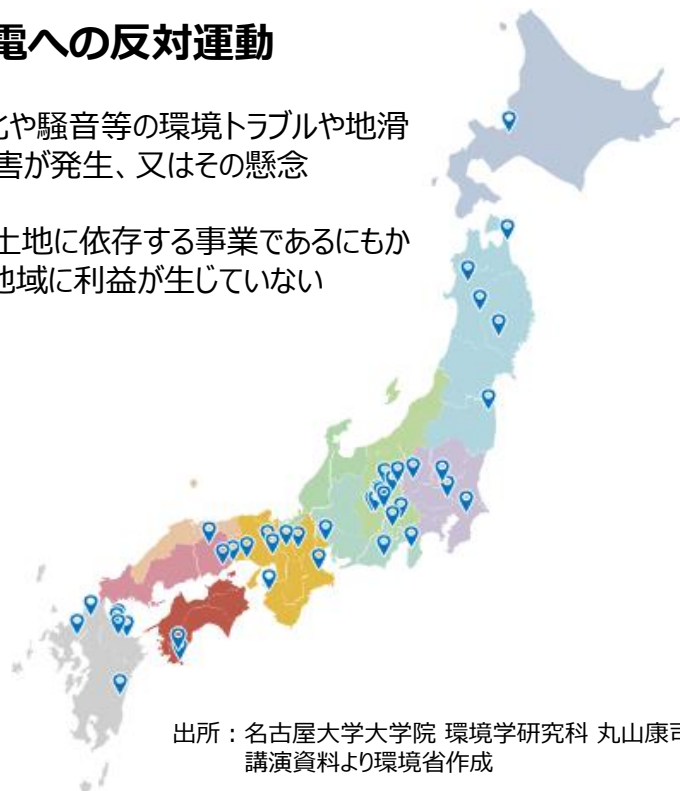 電への反対運動
化や騒音等の環境トラブルや地滑
害が発生、又はその懸念
土地に依存する事業であるにもか
地域に利益が生じていない
出所：名古屋大学大学院 環境学研究科 丸山康司
講演資料より環境省作成